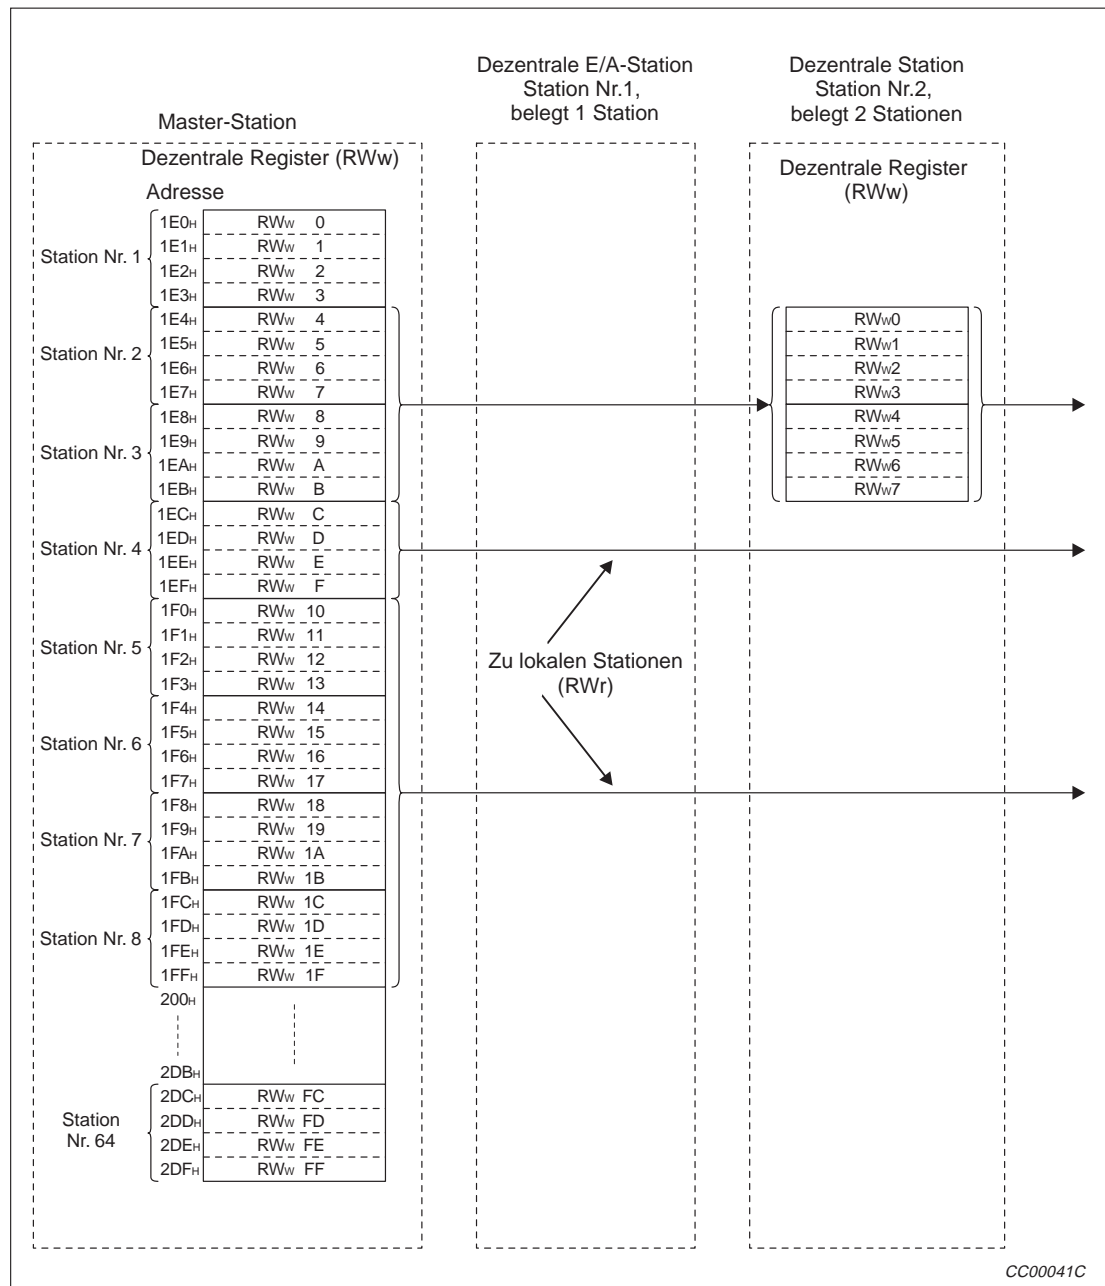 Dezentrale E/A-Station
Station Nr.1,
belegt 1 Station
Dezentrale Station
Station Nr.2,
belegt 2 Stationen
Master-Station
Dezentrale Register (RWw)
Adresse
Dezentrale Register
(RWw)
Station Nr. 1
1E0H RWw 0
1E1H RWw 1
1E2H RWw 2
1E3H RWw 3
Station Nr. 2
1E4H RWw 4
1E5H RWw 5
1E6H RWw 6
1E7H RWw 7
Station Nr. 3
1E8H RWw 8
1E9H RWw 9
1EAH RWw A
1EBH RWw B
RWw0
RWw1
RWw2
RWw3
RWw4
RWw5
RWw6
RWw7
Station Nr. 4
1ECH RWw C
1EDH RWw D
1EEH RWw E
1EFH RWw F
Station Nr. 5
1F0H RWw 10
1F1H RWw 11
1F2H RWw 12
1F3H RWw 13
Zu lokalen Stationen
(RWr)
Station Nr. 6
1F4H RWw 14
1F5H RWw 15
1F6H RWw 16
1F7H RWw 17
Station Nr. 7
1F8H RWw 18
1F9H RWw 19
1FAH RWw 1A
1FBH RWw 1B
Station Nr. 8
1FCH RWw 1C
1FDH RWw 1D
1FEH RWw 1E
1FFH RWw 1F
200H
2DBH
Station
Nr. 64
2DCH RWw FC
2DDH RWw FD
2DEH RWw FE
2DFH RWw FF
CC00041C